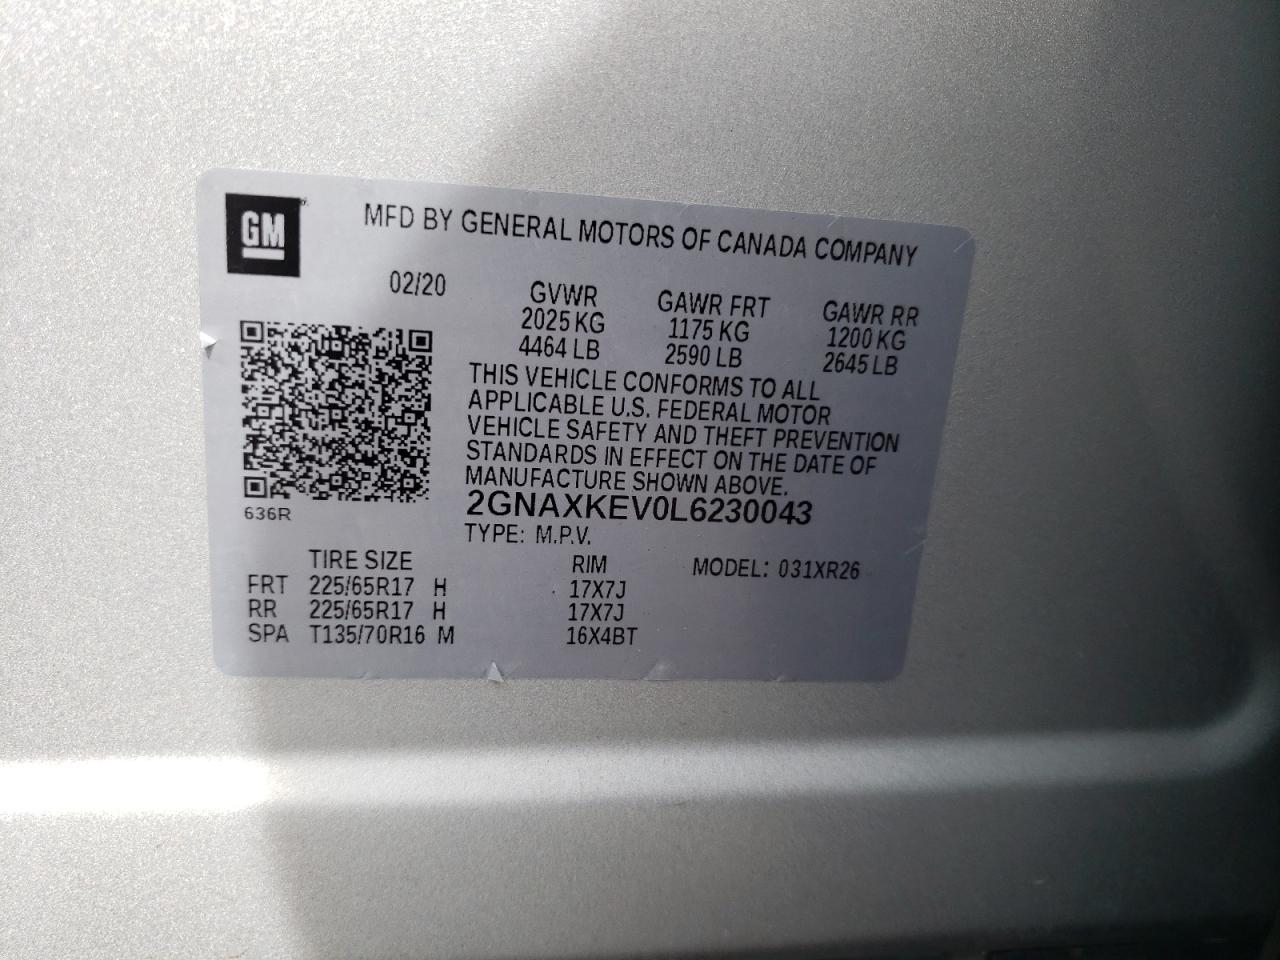 GM
MFD BY GENERAL MOTORS OF CANADA COMPANY
02/20
GVWR GAWR FRT GAWR RR
2025 KG 1175 KG 1200 KG
4464 LB 2590 LB 2645 LB
THIS VEHICLE CONFORMS TO ALL
APPLICABLE U.S. FEDERAL MOTOR
VEHICLE SAFETY AND THEFT PREVENTION
STANDARDS IN EFFECT ON THE DATE OF
MANUFACTURE SHOWN ABOVE.
2GNAXKEV0L6230043
636R
TYPE: M.P.V.
TIRE SIZE RIM MODEL: 031XR26
FRT 225/65R17 H 17X7J
RR 225/65R17 H 17X7J
SPA T135/70R16 M 16X4BT